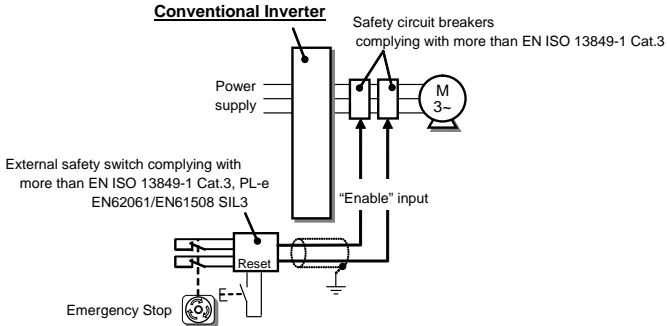 Conventional Inverter
Safety circuit breakers
complying with more than EN ISO 13849-1 Cat.3
Power
supply
M
3~
External safety switch complying with
more than EN ISO 13849-1 Cat.3, PL-e
EN62061/EN61508 SIL3
“Enable” input
Reset
Emergency Stop